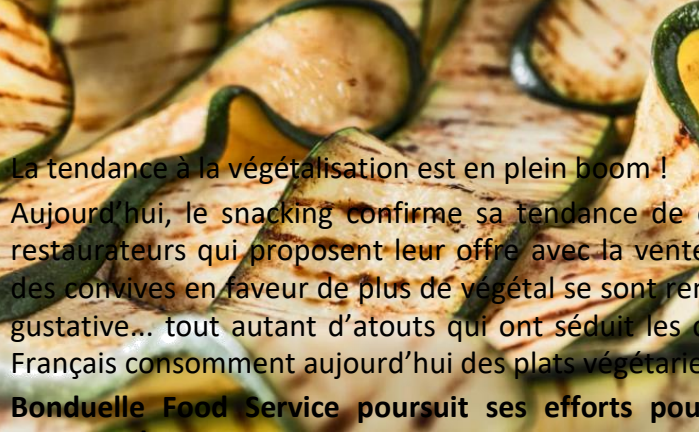 La tendance à la végétalisation est en plein boom !
Aujourd'hui, le snacking confirme sa tendance de
restaurateurs qui proposent leur offre avec la vente
des convives en faveur de plus de végétal se sont
gustative... tout autant d'atouts qui ont séduit les
Français consomment aujourd'hui des plats
Bonduelle Food Service poursuit ses efforts